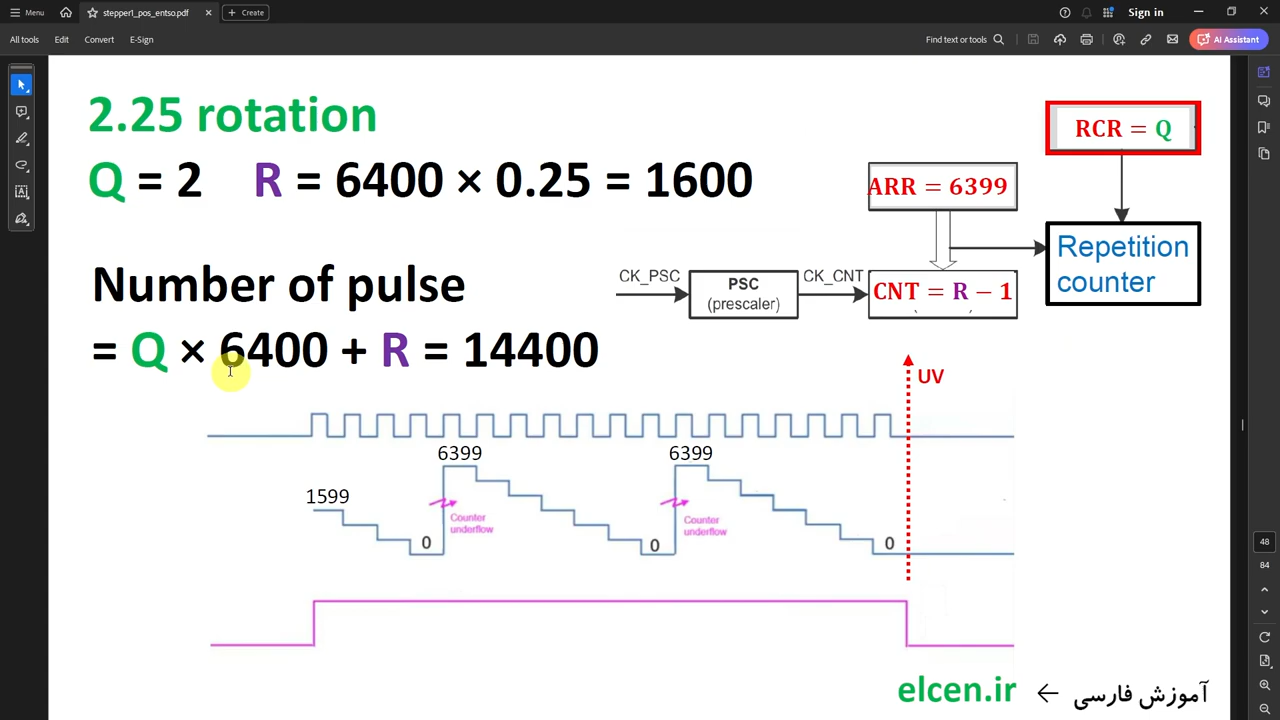 Menu
stepper1_pos_entso.pdf
Create
Sign in
All tools
Edit
Convert
E-Sign
Find text or tools
AI Assistant
2.25 rotation
Q = 2 R = 6400 × 0.25 = 1600
Number of pulse
= Q × 6400 + R = 14400
RCR = Q
ARR = 6399
Repetition
counter
CK_PSC
PSC
(prescaler)
CK_CNT
CNT = R − 1
UV
6399
6399
1599
Counter
underflow
Counter
underflow
0
0
0
48
84
elcen.ir ← آموزش فارسی